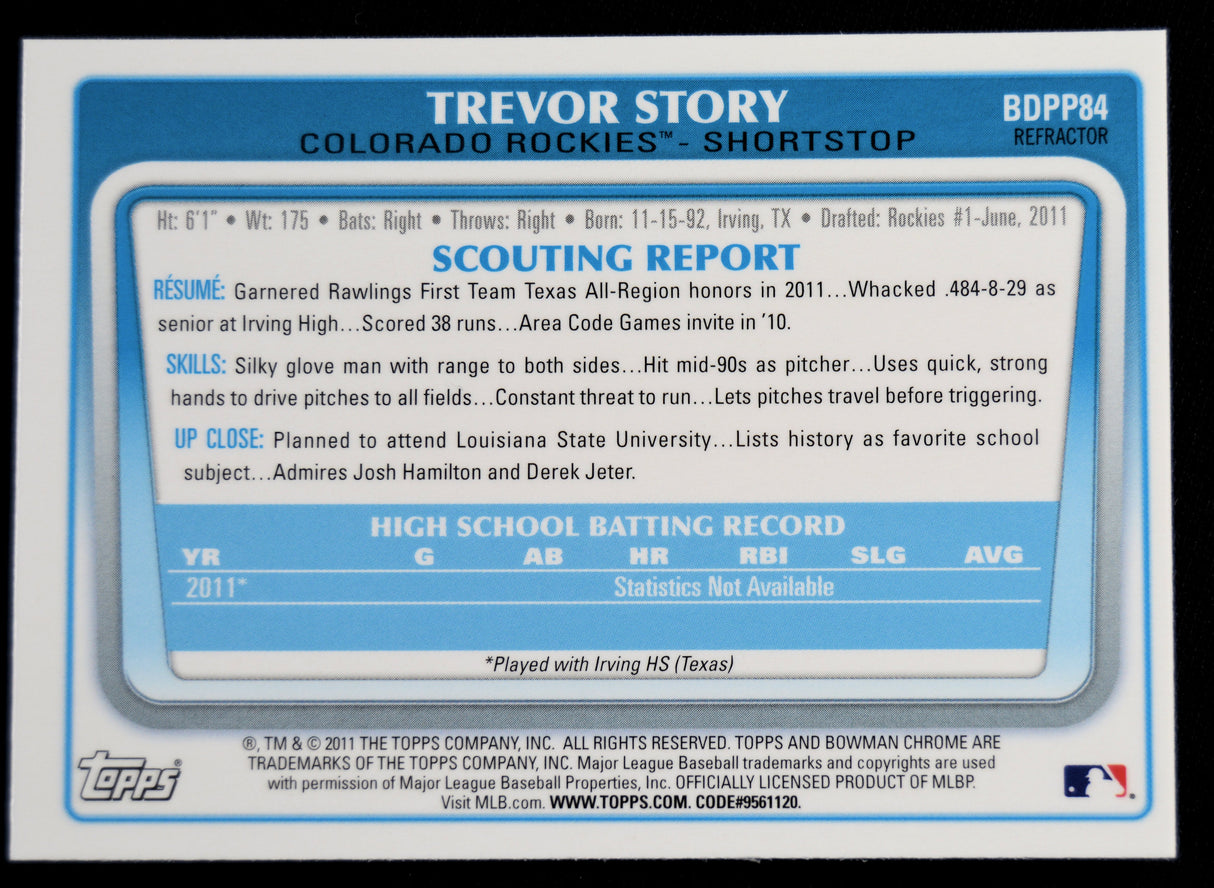 TREVOR STORY
BDPP84
COLORADO ROCKIES™ - SHORTSTOP
REFRACTOR
Ht: 6'1" • Wt: 175 • Bats: Right • Throws: Right • Born: 11-15-92, Irving, TX • Drafted: Rockies #1-June, 2011
SCOUTING REPORT
RÉSUMÉ: Garnered Rawlings First Team Texas All-Region honors in 2011...Whacked .484-8-29 as
senior at Irving High...Scored 38 runs...Area Code Games invite in '10.
SKILLS: Silky glove man with range to both sides...Hit mid-90s as pitcher...Uses quick, strong
hands to drive pitches to all fields...Constant threat to run...Lets pitches travel before triggering.
UP CLOSE: Planned to attend Louisiana State University...Lists history as favorite school
subject...Admires Josh Hamilton and Derek Jeter.
HIGH SCHOOL BATTING RECORD
YR G AB HR RBI SLG AVG
2011* Statistics Not Available
*Played with Irving HS (Texas)
®, TM & © 2011 THE TOPPS COMPANY, INC. ALL RIGHTS RESERVED. TOPPS AND BOWMAN CHROME ARE
TRADEMARKS OF THE TOPPS COMPANY, INC. Major League Baseball trademarks and copyrights are used
with permission of Major League Baseball Properties, Inc. OFFICIALLY LICENSED PRODUCT OF MLBP.
Visit MLB.com. WWW.TOPPS.COM. CODE#9561120.
Topps®